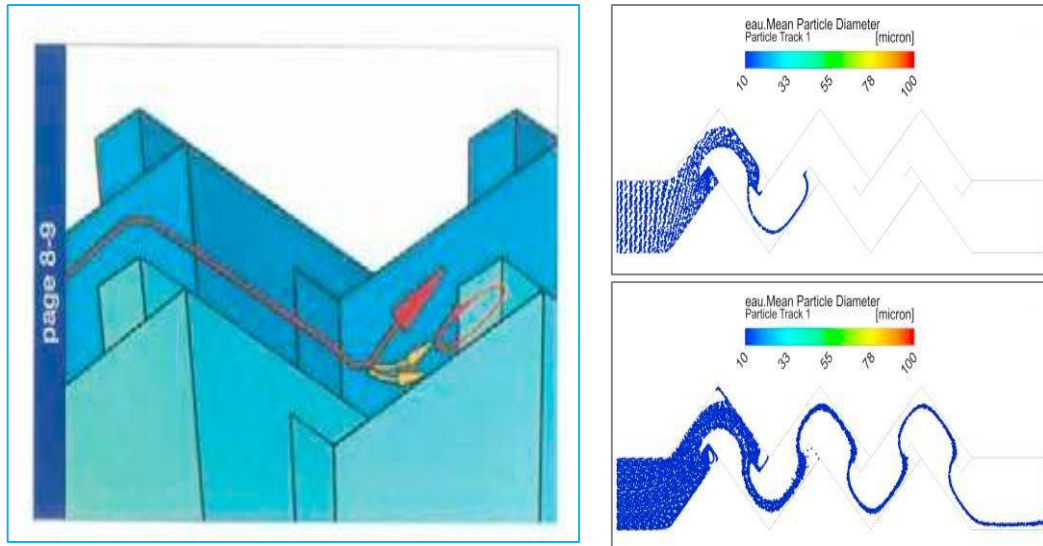 page 8-9
eau.Mean Particle Diameter
Particle Track 1 [micron]
10 33 55 78 100
eau.Mean Particle Diameter
Particle Track 1 [micron]
10 33 55 78 100